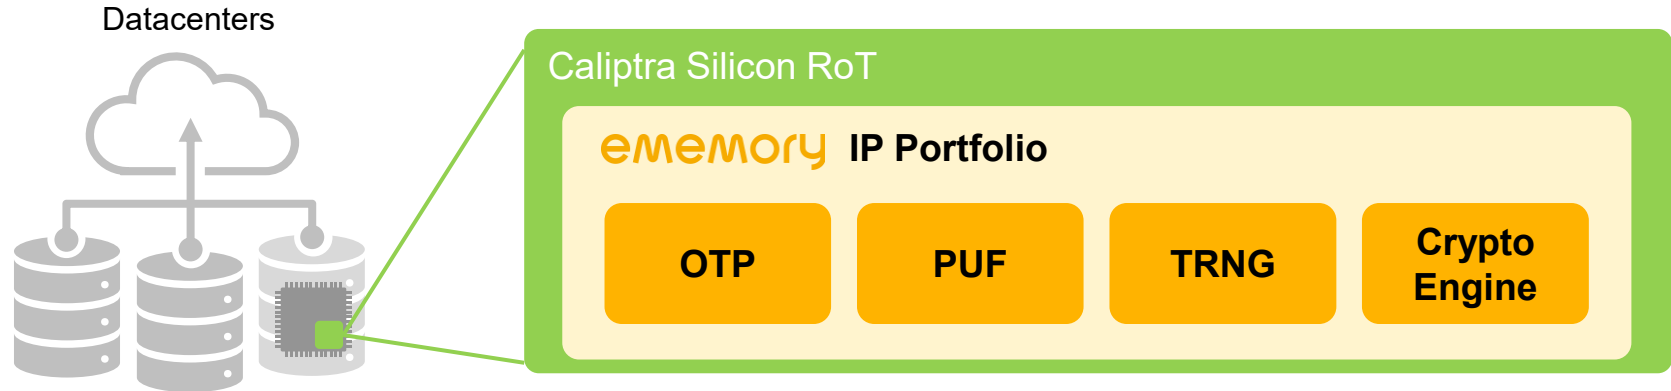 Datacenters
Caliptra Silicon RoT
ememory IP Portfolio
OTP
PUF
TRNG
Crypto
Engine